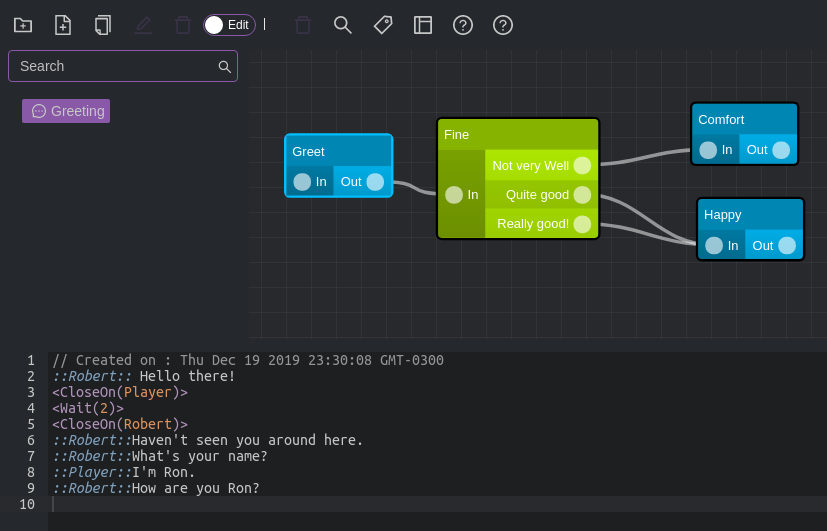 Edit
Search
Greeting
Greet
In Out
Fine
Not very Well
In Quite good
Really good!
Comfort
In Out
Happy
In Out
1 // Created on : Thu Dec 19 2019 23:30:08 GMT-0300
2 ::Robert:: Hello there!
3 <CloseOn(Player)>
4 <Wait(2)>
5 <CloseOn(Robert)>
6 ::Robert::Haven't seen you around here.
7 ::Robert::What's your name?
8 ::Player::I'm Ron.
9 ::Robert::How are you Ron?
10